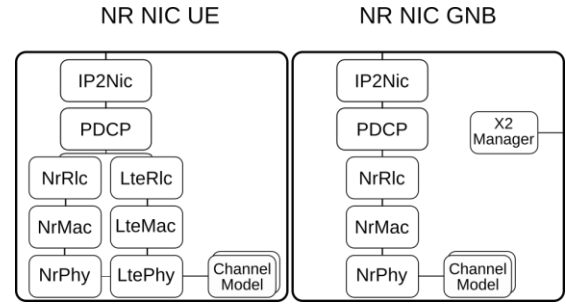 NR NIC UE
NR NIC GNB
IP2Nic
PDCP
NrRlc
LteRlc
NrMac
LteMac
NrPhy
LtePhy
Channel
Model
IP2Nic
PDCP
X2
Manager
NrRlc
NrMac
NrPhy
Channel
Model